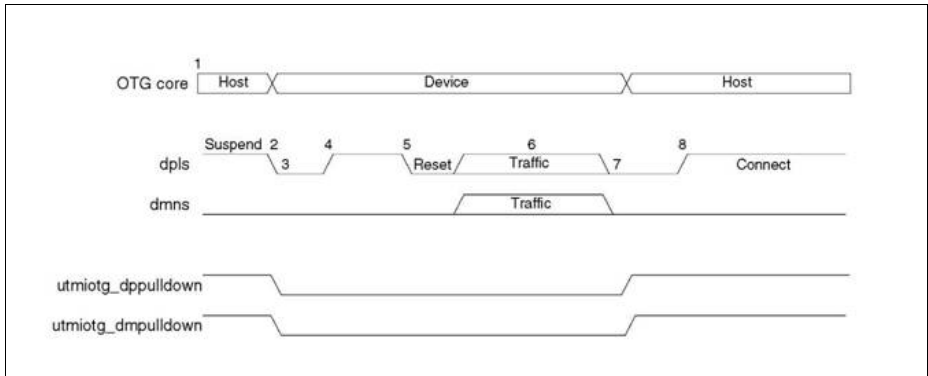 1
OTG core Host Device Host
Suspend 2 4 5 6 8
dpls 3 Reset Traffic 7 Connect
dmns Traffic
utmiotg_dppulldown
utmiotg_dmpulldown